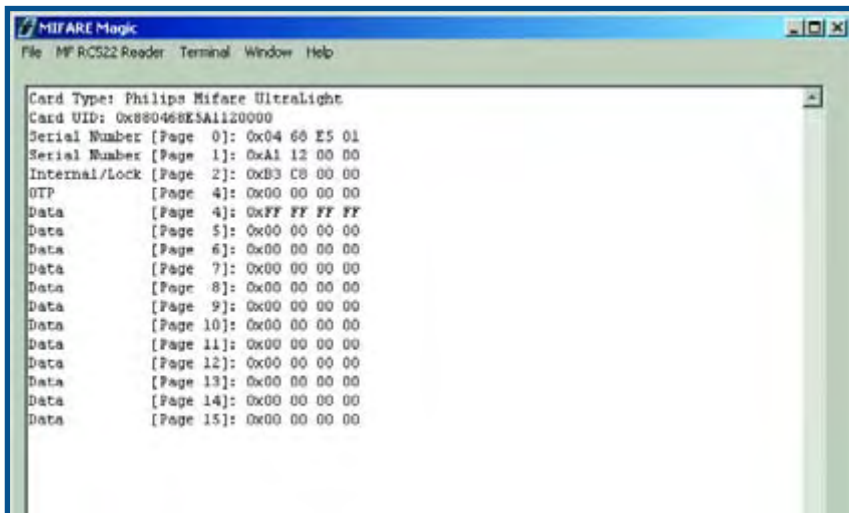 MIFARE Magic
File MF RC522 Reader Terminal Window Help
Card Type: Philips Mifare UltraLight
Card UID: 0x880468E5A1120000
Serial Number [Page 0]: 0x04 68 E5 01
Serial Number [Page 1]: 0xA1 12 00 00
Internal/Lock [Page 2]: 0xB3 C8 00 00
OTP [Page 4]: 0x00 00 00 00
Data [Page 4]: 0xFF FF FF FF
Data [Page 5]: 0x00 00 00 00
Data [Page 6]: 0x00 00 00 00
Data [Page 7]: 0x00 00 00 00
Data [Page 8]: 0x00 00 00 00
Data [Page 9]: 0x00 00 00 00
Data [Page 10]: 0x00 00 00 00
Data [Page 11]: 0x00 00 00 00
Data [Page 12]: 0x00 00 00 00
Data [Page 13]: 0x00 00 00 00
Data [Page 14]: 0x00 00 00 00
Data [Page 15]: 0x00 00 00 00